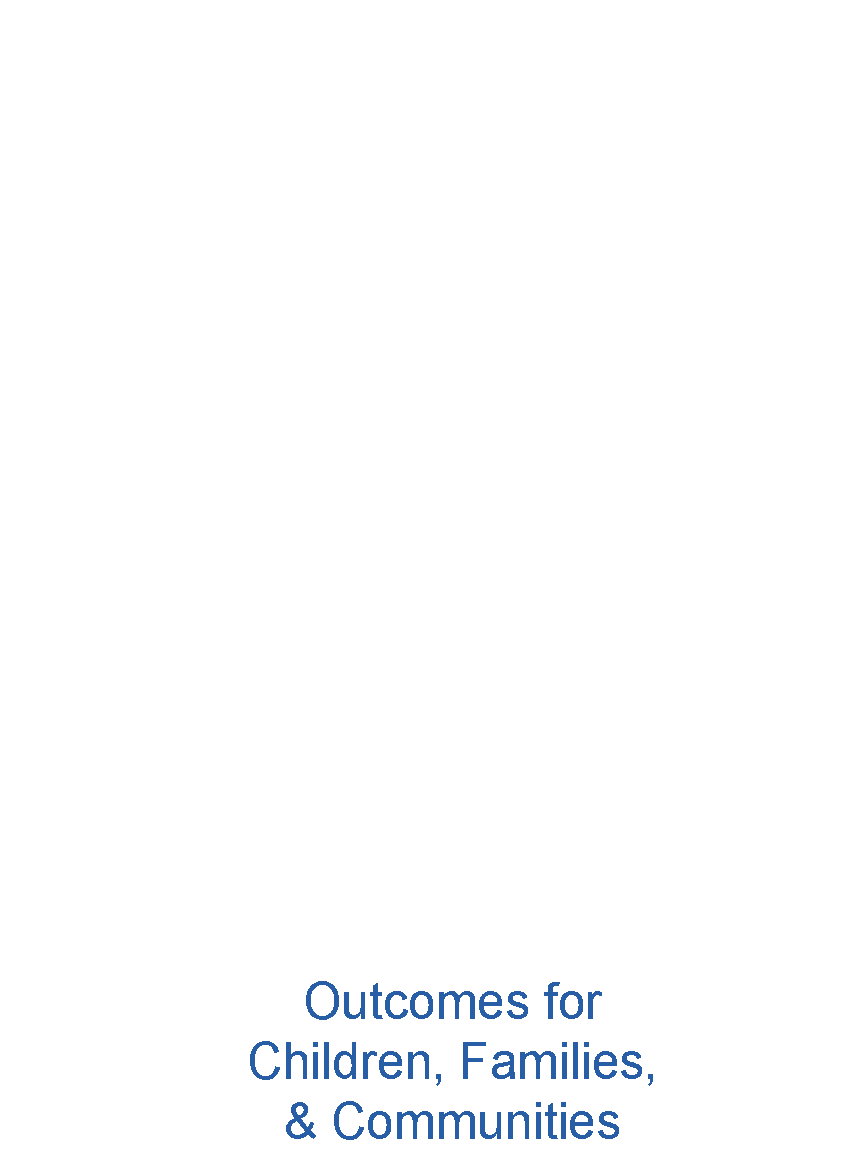 Outcomes for
Children, Families,
& Communities